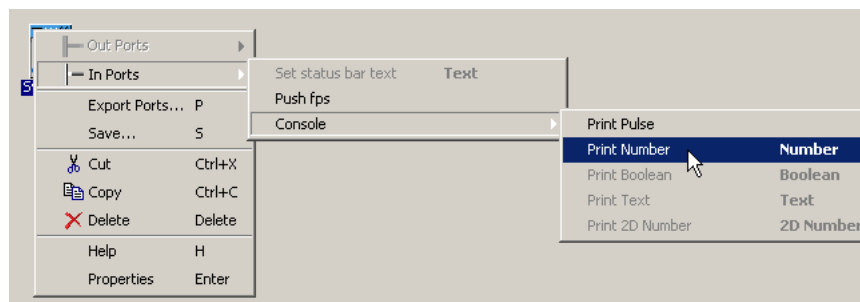 Out Ports
In Ports
Export Ports... P
Save... S
Cut Ctrl+X
Copy Ctrl+C
Delete Delete
Help H
Properties Enter
Set status bar text Text
Push fps
Console
Print Pulse
Print Number Number
Print Boolean Boolean
Print Text Text
Print 2D Number 2D Number